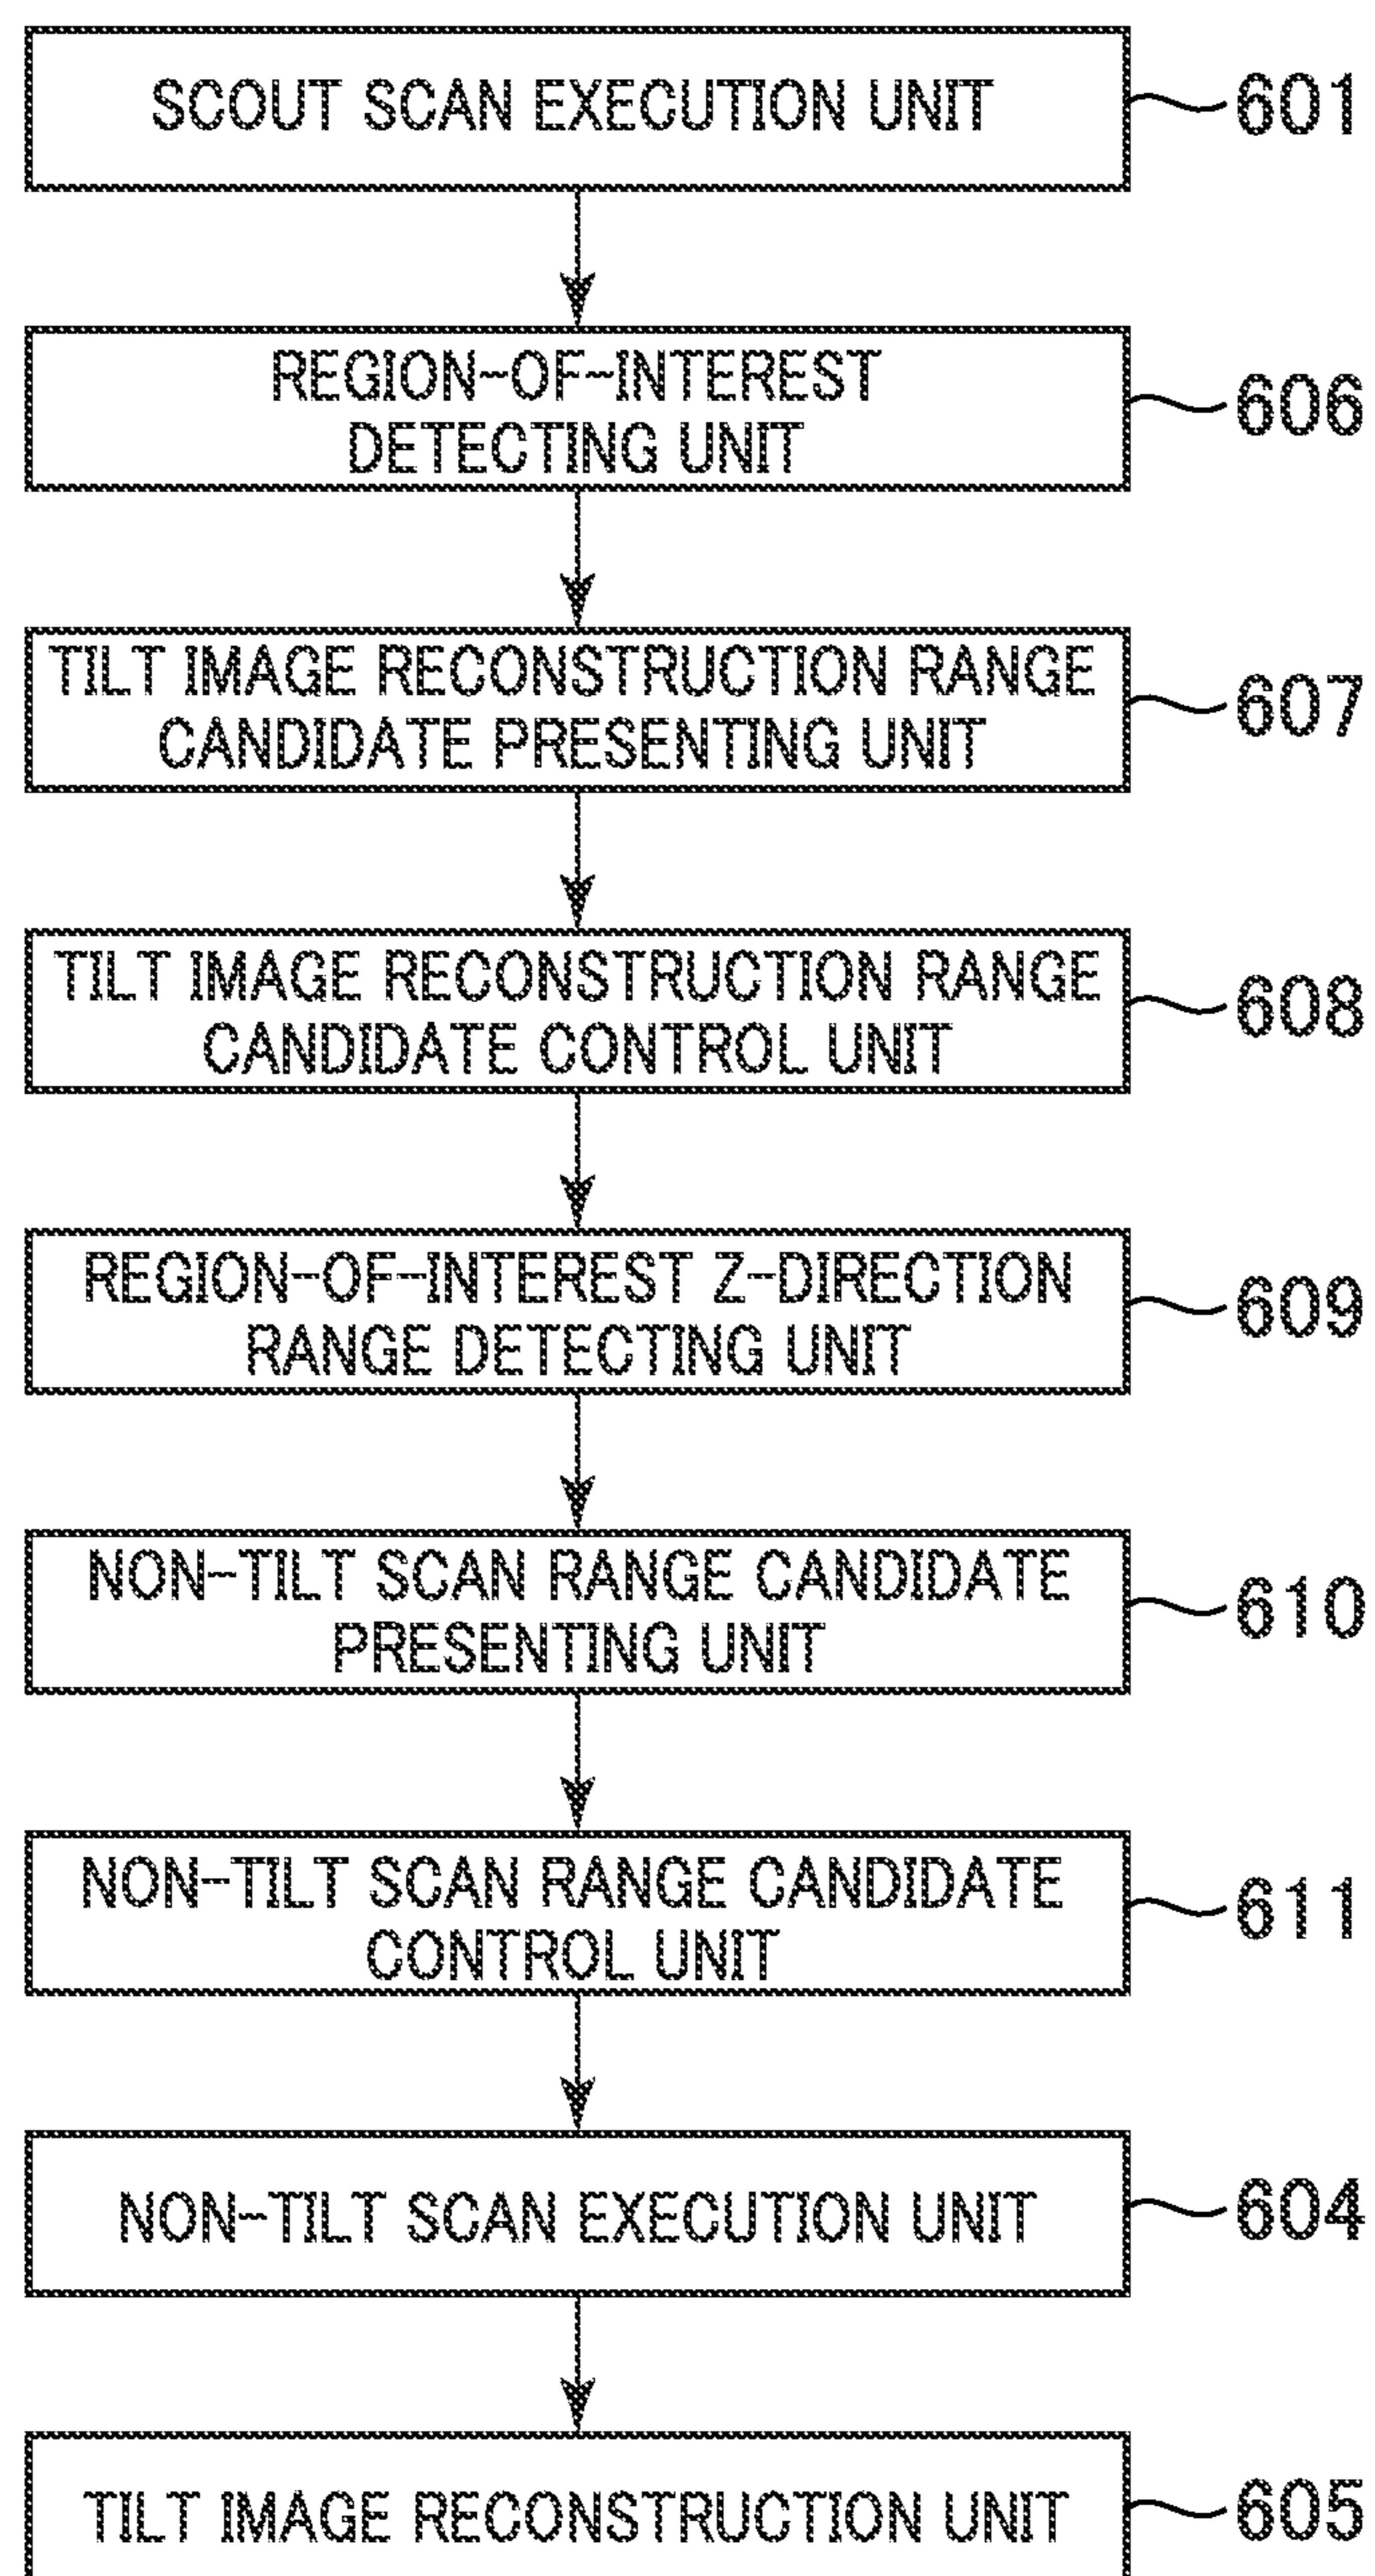 SCOUT SCAN EXECUTION UNIT
601
REGION-OF-INTEREST
DETECTING UNIT
606
TILT IMAGE RECONSTRUCTION RANGE
CANDIDATE PRESENTING UNIT
607
TILT IMAGE RECONSTRUCTION RANGE
CANDIDATE CONTROL UNIT
608
REGION-OF-INTEREST Z-DIRECTION
RANGE DETECTING UNIT
609
NON-TILT SCAN RANGE CANDIDATE
PRESENTING UNIT
610
NON-TILT SCAN RANGE CANDIDATE
CONTROL UNIT
611
NON-TILT SCAN EXECUTION UNIT
604
TILT IMAGE RECONSTRUCTION UNIT
605